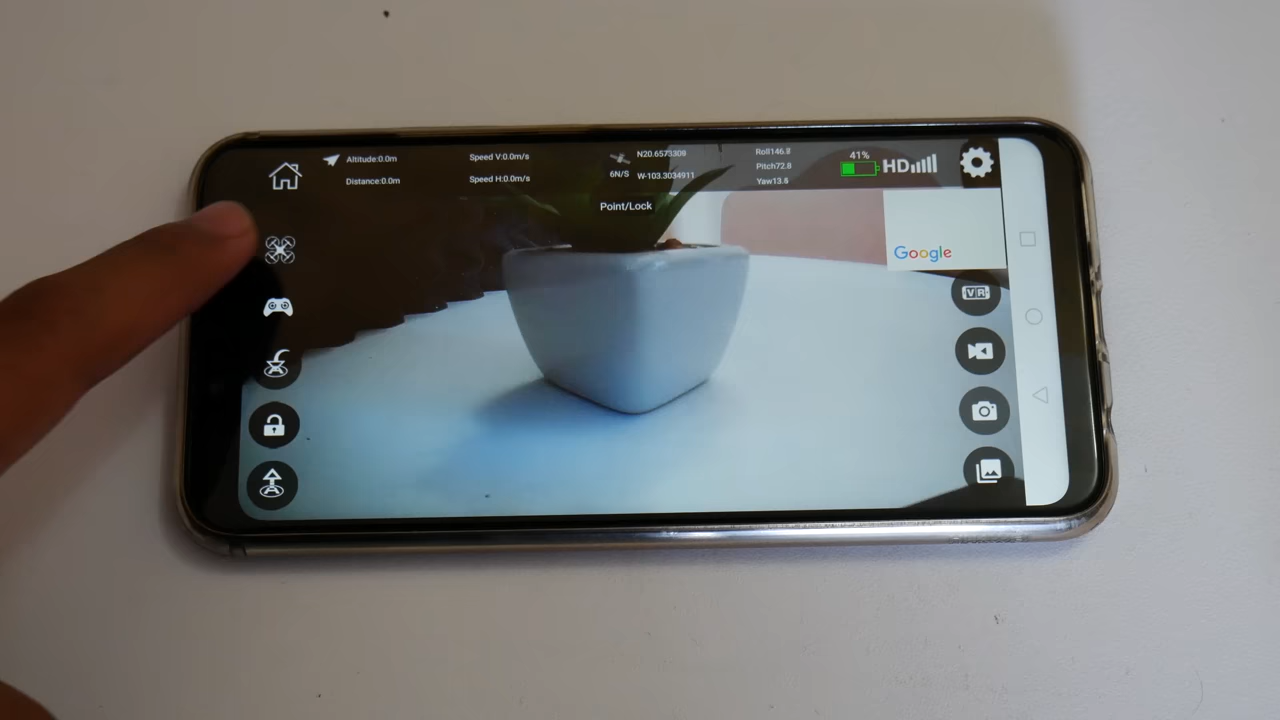 Altitude:0.0m
Distance:0.0m
Speed V:0.0m/s
Speed H:0.0m/s
6N/S
N20.6573309
W-103.3034911
Roll146.8
Pitch72.8
Yaw13.6
41%
HD
Point/Lock
Google
VR